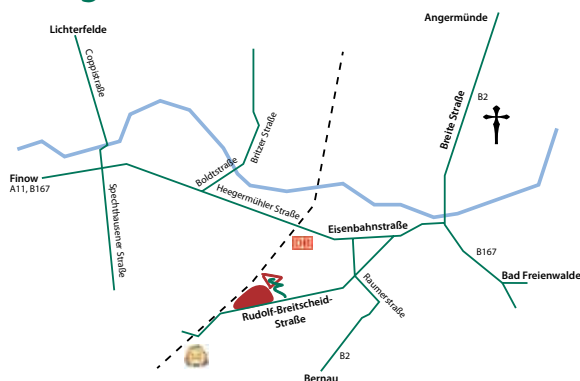 Angermünde
Lichterfelde
Coppistraße
B2
Breite Straße
Britzer Straße
Boldtstraße
Finow
A11, B167
Heegermühler Straße
Spechthausener Straße
Eisenbahnstraße
DB
B167
Bad Freienwalde
Raumerstraße
Rudolf-Breitscheid-
Straße
B2
Bernau